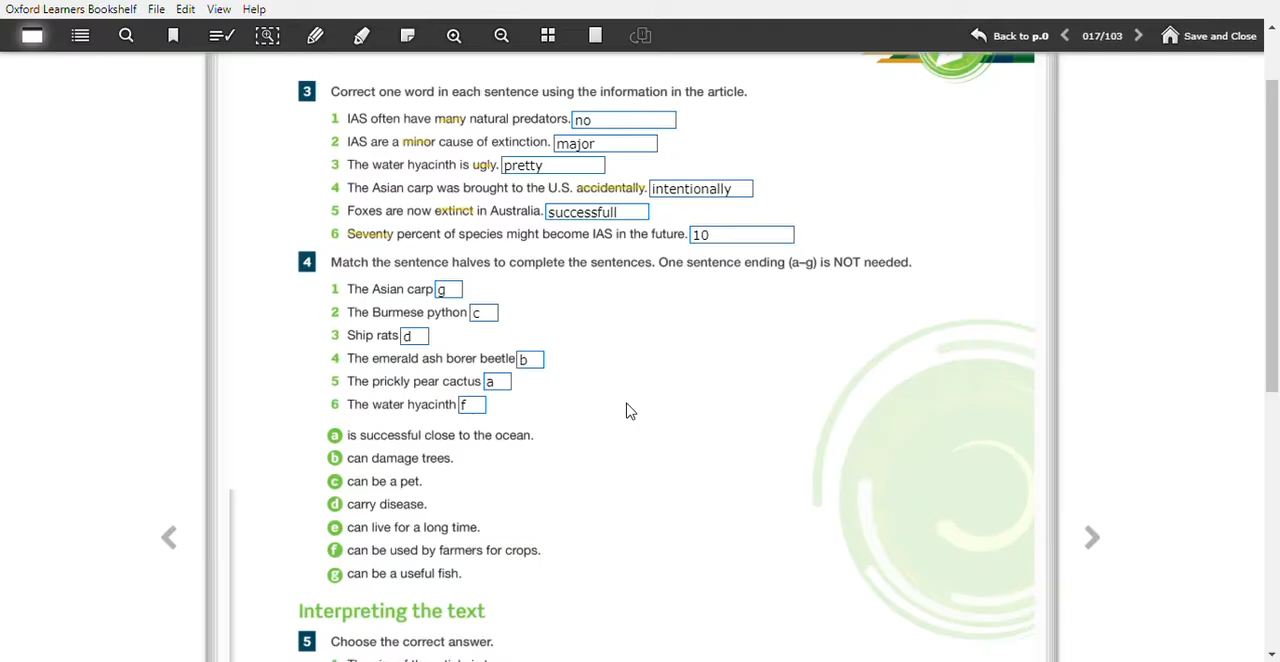 Oxford Learners Bookshelf File Edit View Help
Back to p.0 017/103 Save and Close
3 Correct one word in each sentence using the information in the article.
1 IAS often have many natural predators. no
2 IAS are a minor cause of extinction. major
3 The water hyacinth is ugly. pretty
4 The Asian carp was brought to the U.S. accidentally. intentionally
5 Foxes are now extinct in Australia. successfull
6 Seventy percent of species might become IAS in the future. 10
4 Match the sentence halves to complete the sentences. One sentence ending (a–g) is NOT needed.
1 The Asian carp g
2 The Burmese python c
3 Ship rats d
4 The emerald ash borer beetle b
5 The prickly pear cactus a
6 The water hyacinth f
a is successful close to the ocean.
b can damage trees.
c can be a pet.
d carry disease.
e can live for a long time.
f can be used by farmers for crops.
g can be a useful fish.
Interpreting the text
5 Choose the correct answer.